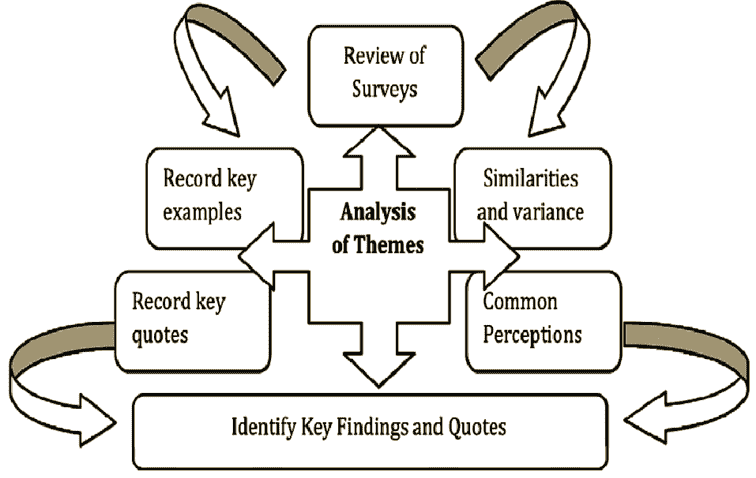 Review of
Surveys
Record key
examples
Similarities
and variance
Analysis
of Themes
Record key
quotes
Common
Perceptions
Identify Key Findings and Quotes